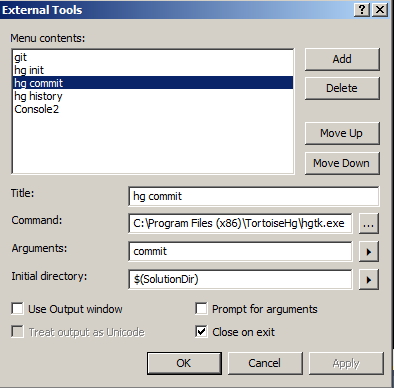 External Tools
Menu contents:
git
hg init
hg commit
hg history
Console2
Add
Delete
Move Up
Move Down
Title: hg commit
Command: C:\Program Files (x86)\TortoiseHg\hgtk.exe ...
Arguments: commit
Initial directory: $(SolutionDir)
Use Output window Prompt for arguments
Treat output as Unicode Close on exit
OK Cancel Apply